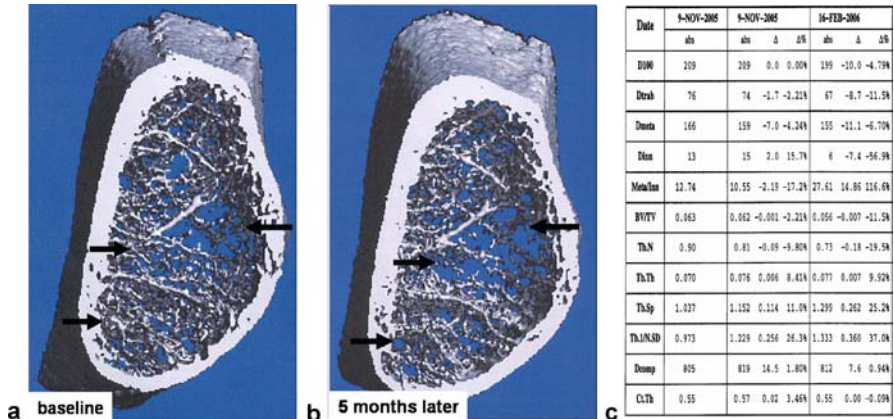 a baseline
b 5 months later
c
Date 9-NOV-2005 9-NOV-2005 16-FEB-2006
abs abs Δ Δ% abs Δ Δ%
D100 209 209 0.0 0.00% 199 -10.0 -4.79%
Dtrab 76 74 -1.7 -2.21% 67 -8.7 -11.5%
Dmeta 166 159 -7.0 -4.24% 155 -11.1 -6.70%
Dinn 13 15 2.0 15.7% 6 -7.4 -56.9%
Meta/Inn 12.74 10.55 -2.19 -17.2% 27.61 14.86 116.6%
BV/TV 0.063 0.062 -0.001 -2.21% 0.056 -0.007 -11.5%
Tb.N 0.90 0.81 -0.09 -9.80% 0.73 -0.18 -19.5%
Tb.Th 0.070 0.076 0.006 8.41% 0.077 0.007 9.92%
Tb.Sp 1.037 1.152 0.114 11.0% 1.299 0.262 25.2%
Tb.1/N.SD 0.973 1.229 0.256 26.3% 1.333 0.360 37.0%
Dcomp 805 819 14.5 1.80% 812 7.6 0.94%
Ct.Th 0.55 0.57 0.02 3.46% 0.55 0.00 -0.09%